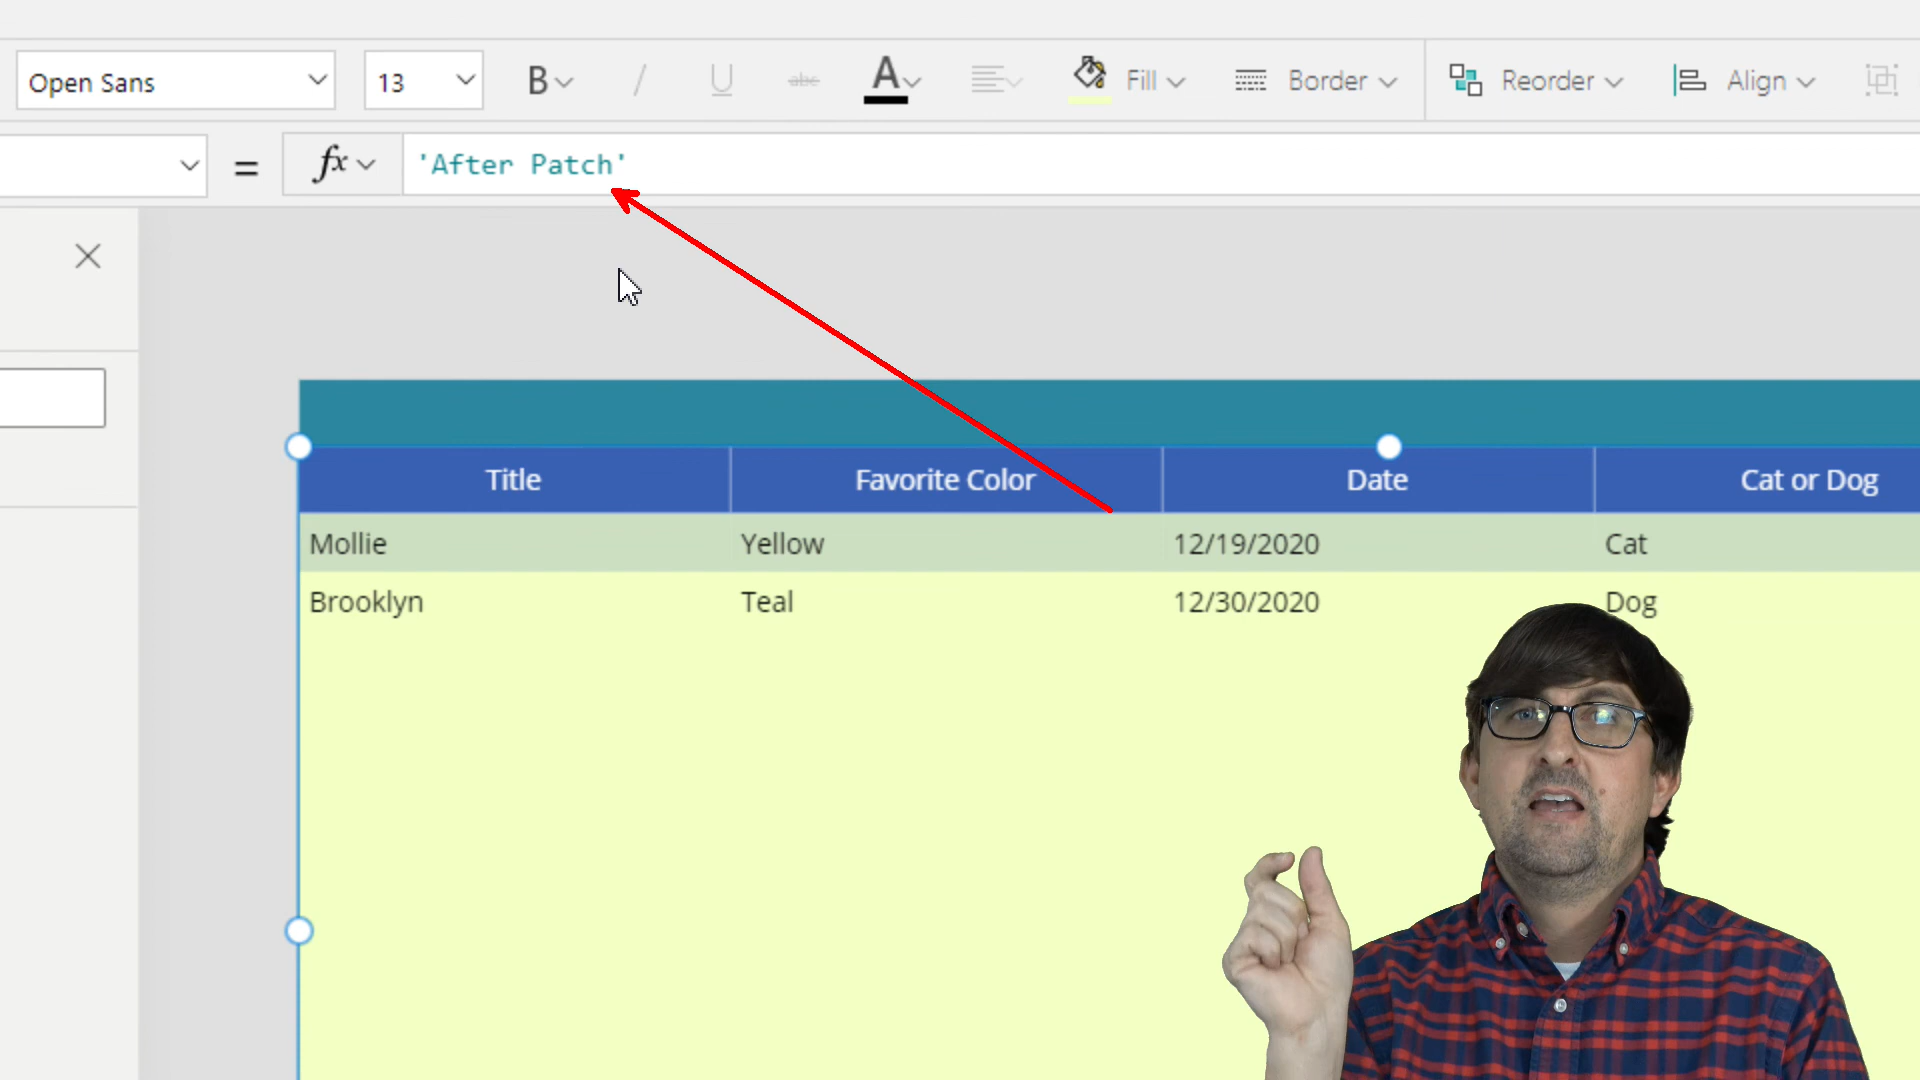 Open Sans 13 B / U abc A Fill Border Reorder Align
= fx 'After Patch'
Title Favorite Color Date Cat or Dog
Mollie Yellow 12/19/2020 Cat
Brooklyn Teal 12/30/2020 Dog